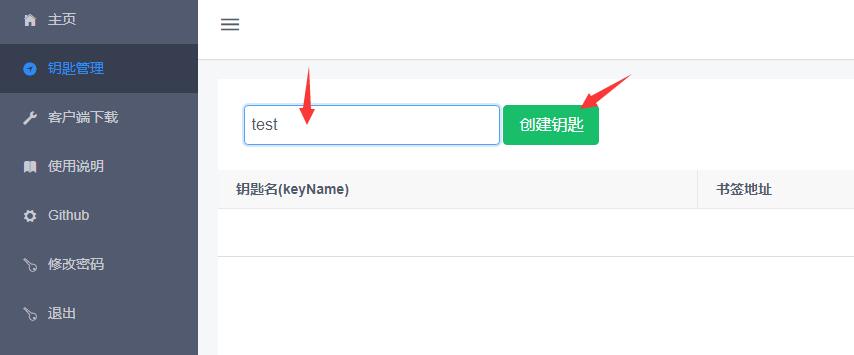 主页
钥匙管理
客户端下载
使用说明
Github
修改密码
退出
test
创建钥匙
钥匙名(keyName) 书签地址